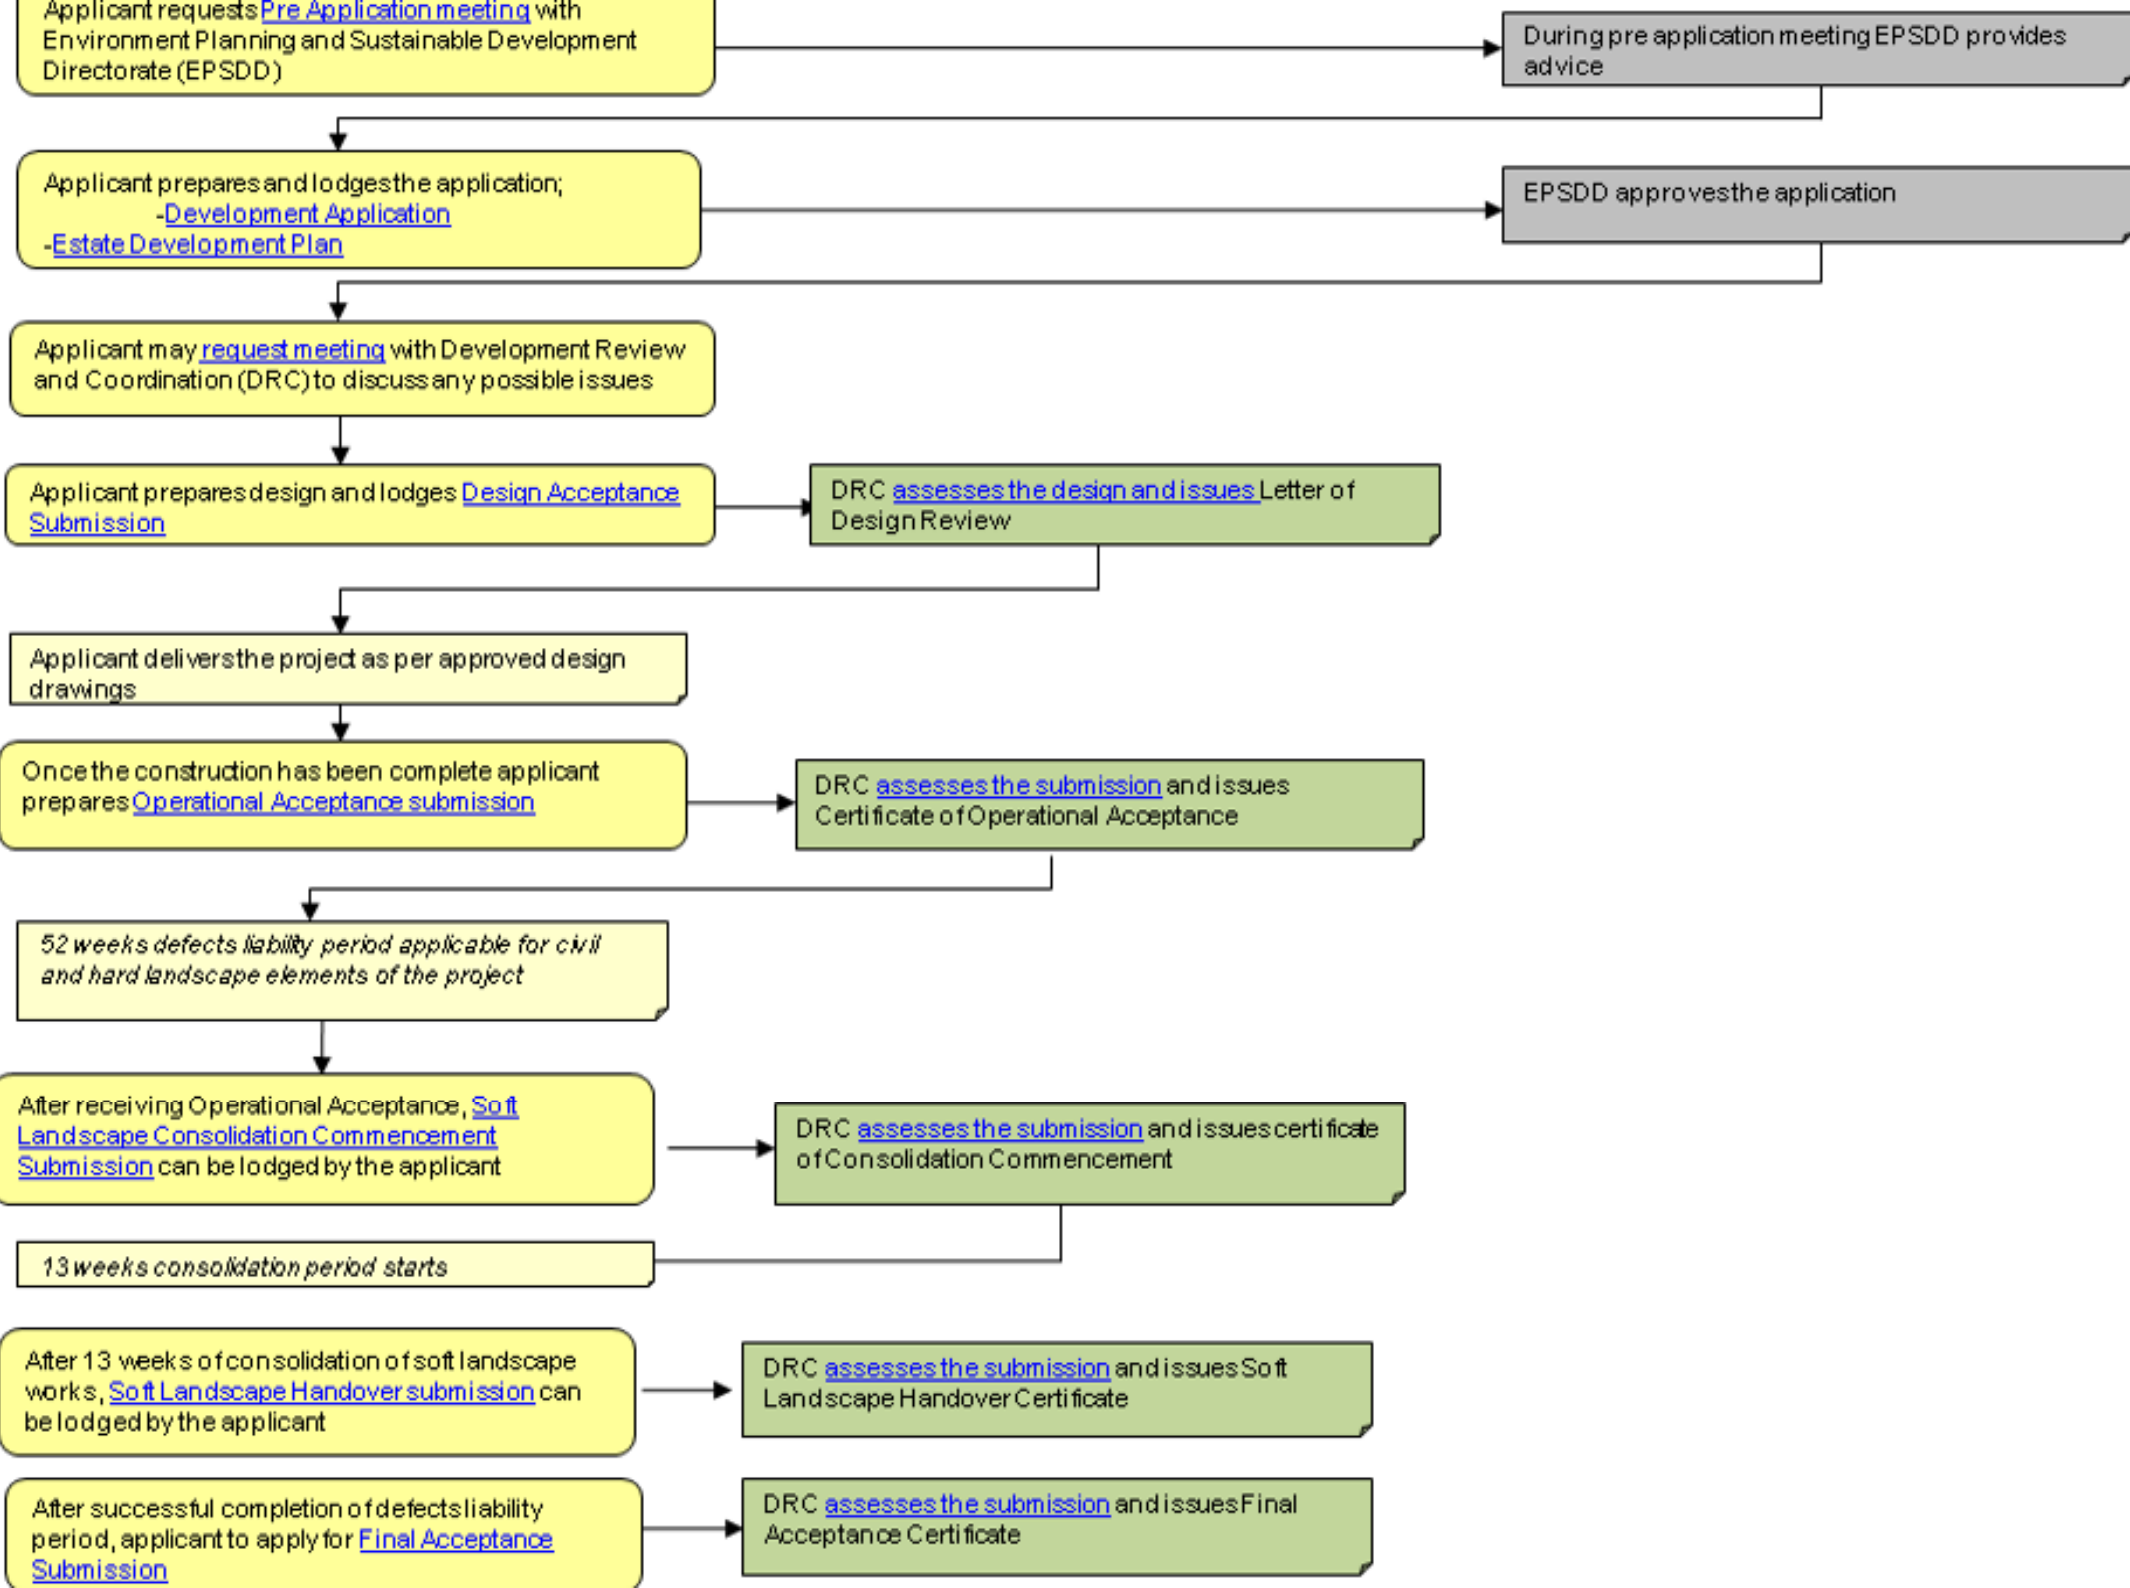 Applicant requests Pre Application meeting with
Environment Planning and Sustainable Development
Directorate (EPSDD)
During pre application meeting EPSDD provides
advice
Applicant prepares and lodges the application;
-Development Application
-Estate Development Plan
EPSDD approves the application
Applicant may request meeting with Development Review
and Coordination (DRC) to discuss any possible issues
Applicant prepares design and lodges Design Acceptance
Submission
DRC assesses the design and issues Letter of
Design Review
Applicant delivers the project as per approved design
drawings
Once the construction has been complete applicant
prepares Operational Acceptance submission
DRC assesses the submission and issues
Certificate of Operational Acceptance
52 weeks defects liability period applicable for civil
and hard landscape elements of the project
After receiving Operational Acceptance, Soft
Landscape Consolidation Commencement
Submission can be lodged by the applicant
DRC assesses the submission and issues certificate
of Consolidation Commencement
13 weeks consolidation period starts
After 13 weeks of consolidation of soft landscape
works, Soft Landscape Handover submission can
be lodged by the applicant
DRC assesses the submission and issues Soft
Landscape Handover Certificate
After successful completion of defects liability
period, applicant to apply for Final Acceptance
Submission
DRC assesses the submission and issues Final
Acceptance Certificate